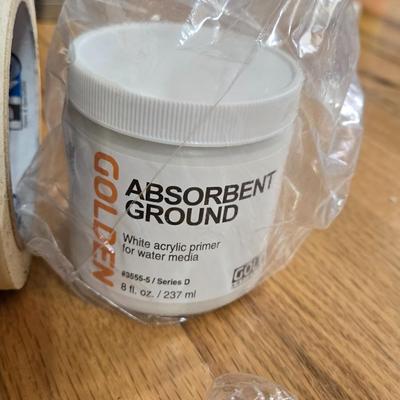 GOLDEN
ABSORBENT
GROUND
White acrylic primer
for water media
#3555-5 / Series D
8 fl. oz. / 237 ml